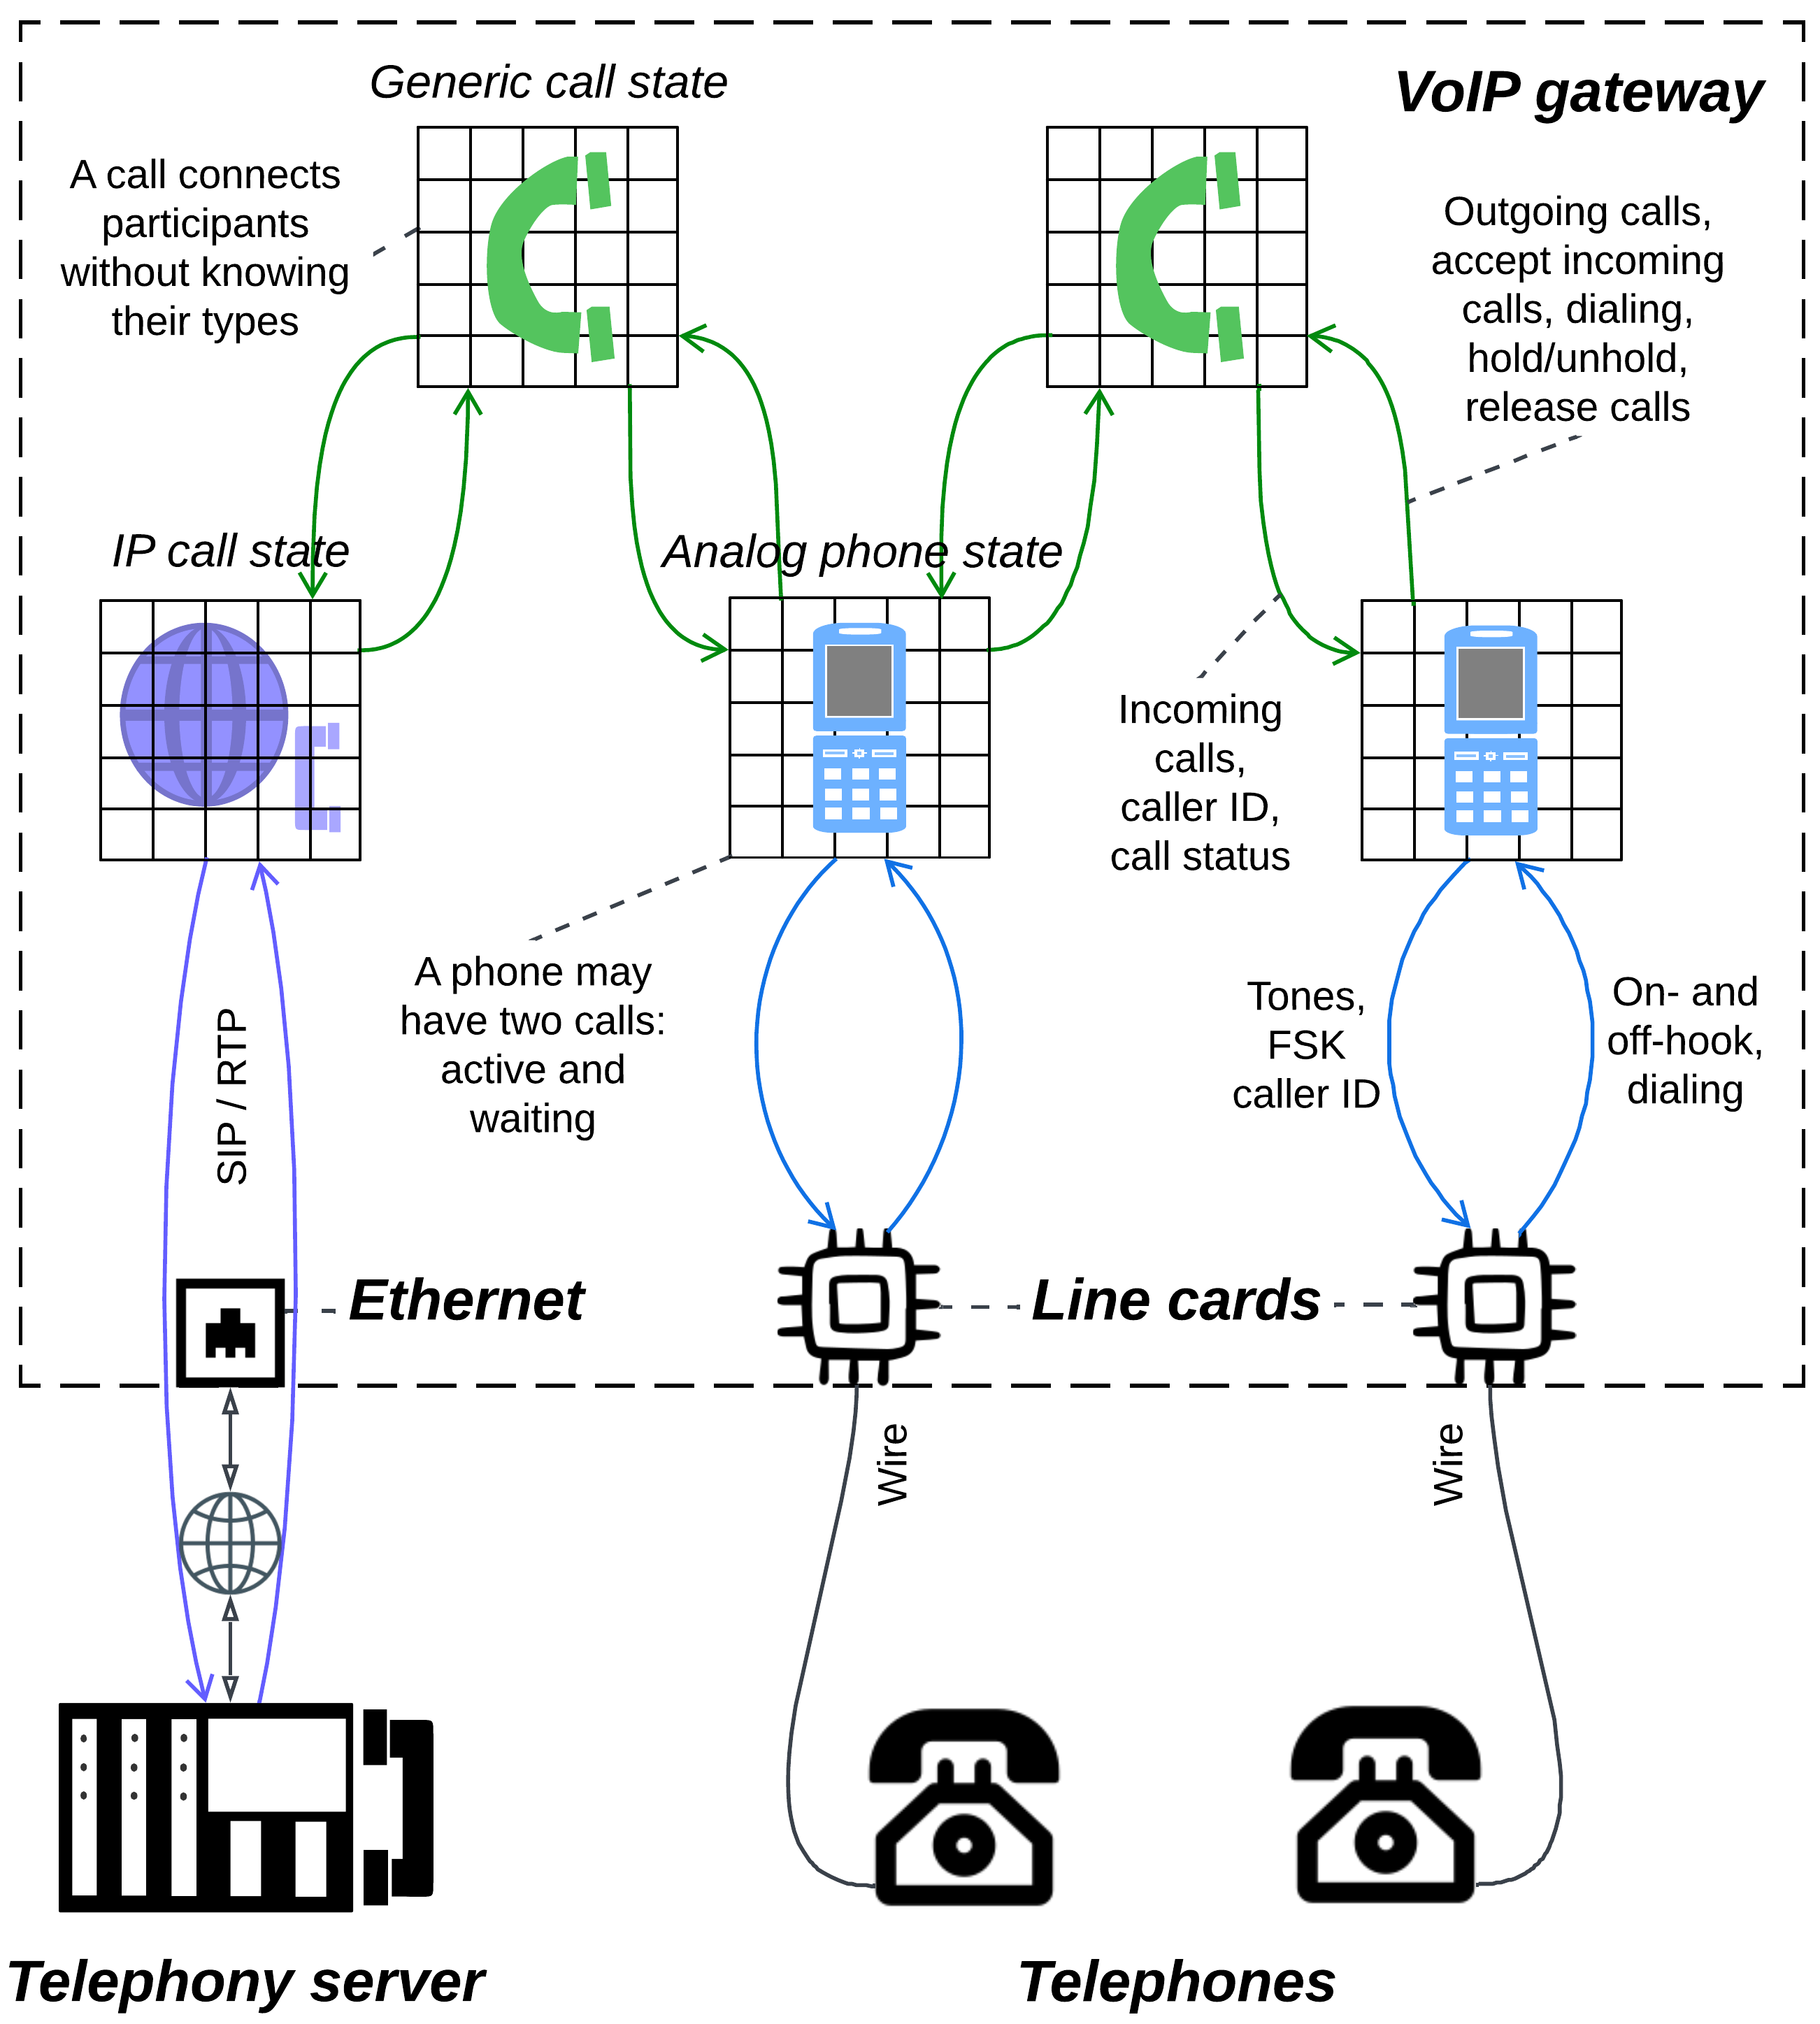 Generic call state
VoIP gateway
A call connects
participants
without knowing
their types
Outgoing calls,
accept incoming
calls, dialing,
hold/unhold,
release calls
IP call state
Analog phone state
Incoming
calls,
caller ID,
call status
A phone may
have two calls:
active and
waiting
SIP / RTP
Tones,
FSK
caller ID
On- and
off-hook,
dialing
Ethernet
Line cards
Wire
Wire
Telephony server
Telephones